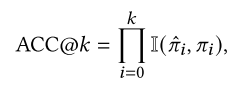 ACC@k = ∏_{i=0}^{k} 𝕀(π̂_i, π_i),